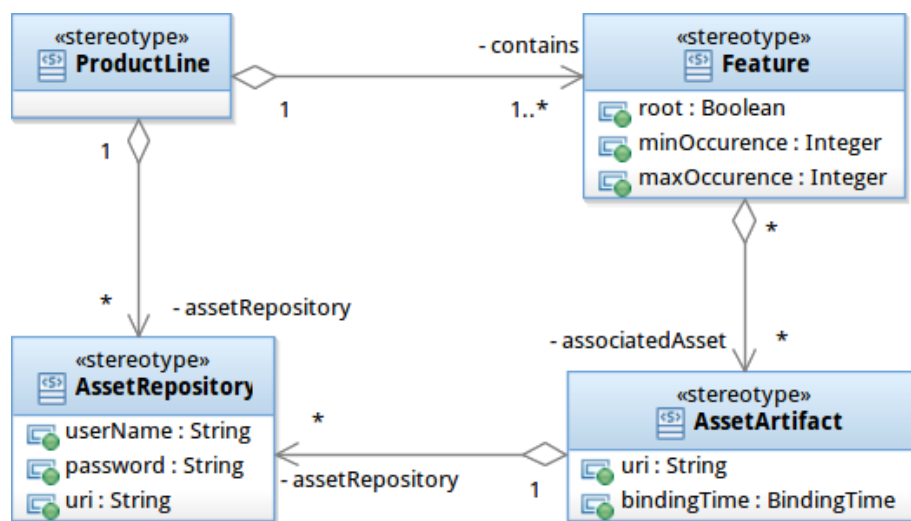 «stereotype»
ProductLine
- contains
1
1..*
«stereotype»
Feature
root : Boolean
minOccurence : Integer
maxOccurence : Integer
1
*
- assetRepository
*
- associatedAsset
*
«stereotype»
AssetRepository
userName : String
password : String
uri : String
*
- assetRepository
1
«stereotype»
AssetArtifact
uri : String
bindingTime : BindingTime